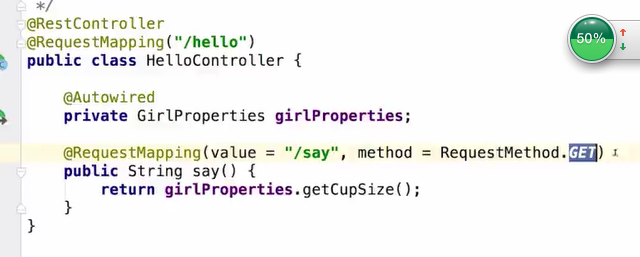 */
@RestController
@RequestMapping("/hello")
public class HelloController {
@Autowired
private GirlProperties girlProperties;
@RequestMapping(value = "/say", method = RequestMethod.GET)
public String say() {
return girlProperties.getCupSize();
}
}
50%